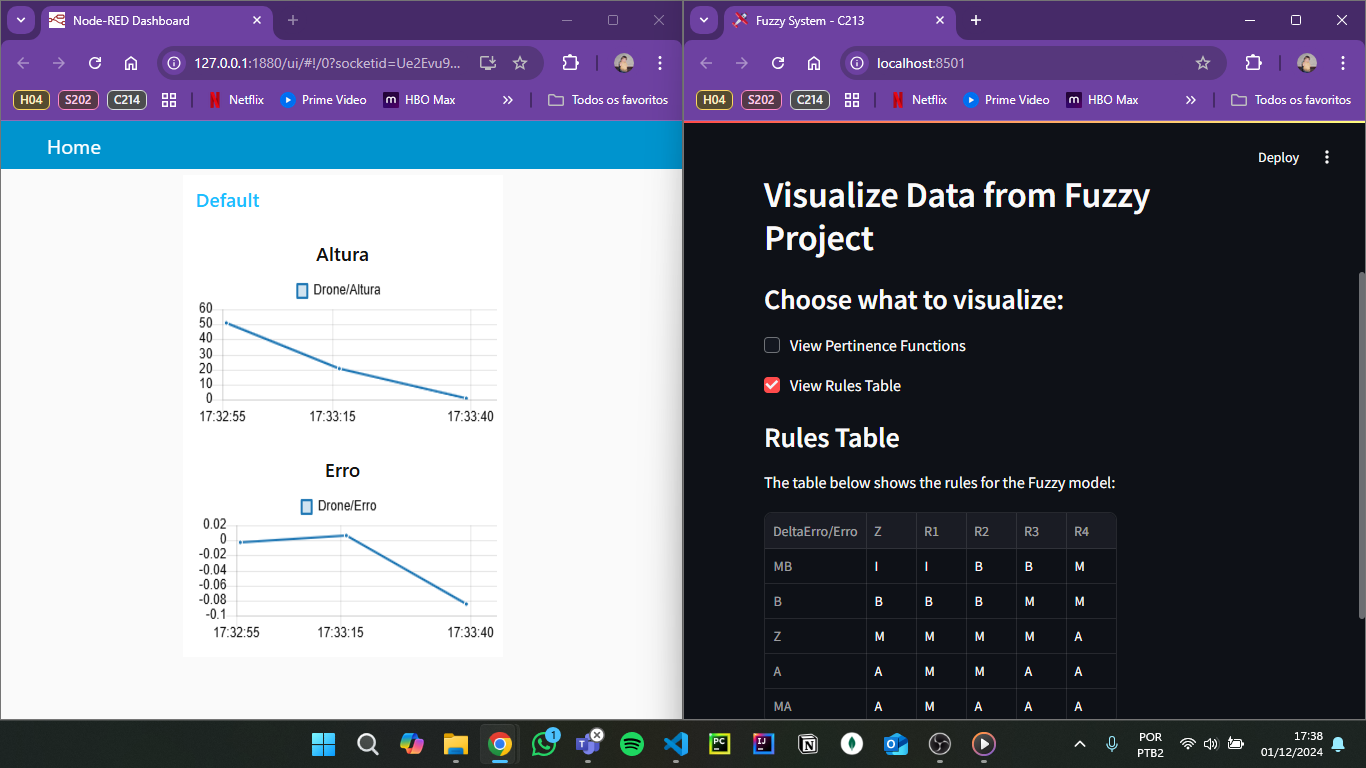 Node-RED Dashboard
127.0.0.1:1880/ui/#!/0?socketid=Ue2Evu9...
H04 S202 C214 Netflix Prime Video HBO Max Todos os favoritos
Home
Default
Altura
Drone/Altura
60
50
40
30
20
10
0
17:32:55 17:33:15 17:33:40
Erro
Drone/Erro
0.02
0
-0.02
-0.04
-0.06
-0.08
-0.1
17:32:55 17:33:15 17:33:40
Fuzzy System - C213
localhost:8501
H04 S202 C214 Netflix Prime Video HBO Max Todos os favoritos
Deploy
Visualize Data from Fuzzy
Project
Choose what to visualize:
View Pertinence Functions
View Rules Table
Rules Table
The table below shows the rules for the Fuzzy model:
DeltaErro/Erro Z R1 R2 R3 R4
MB I I B B M
B B B B M M
Z M M M M A
A A M M A A
MA A M A A A
1
PC
IJ
POR
PTB2
17:38
01/12/2024